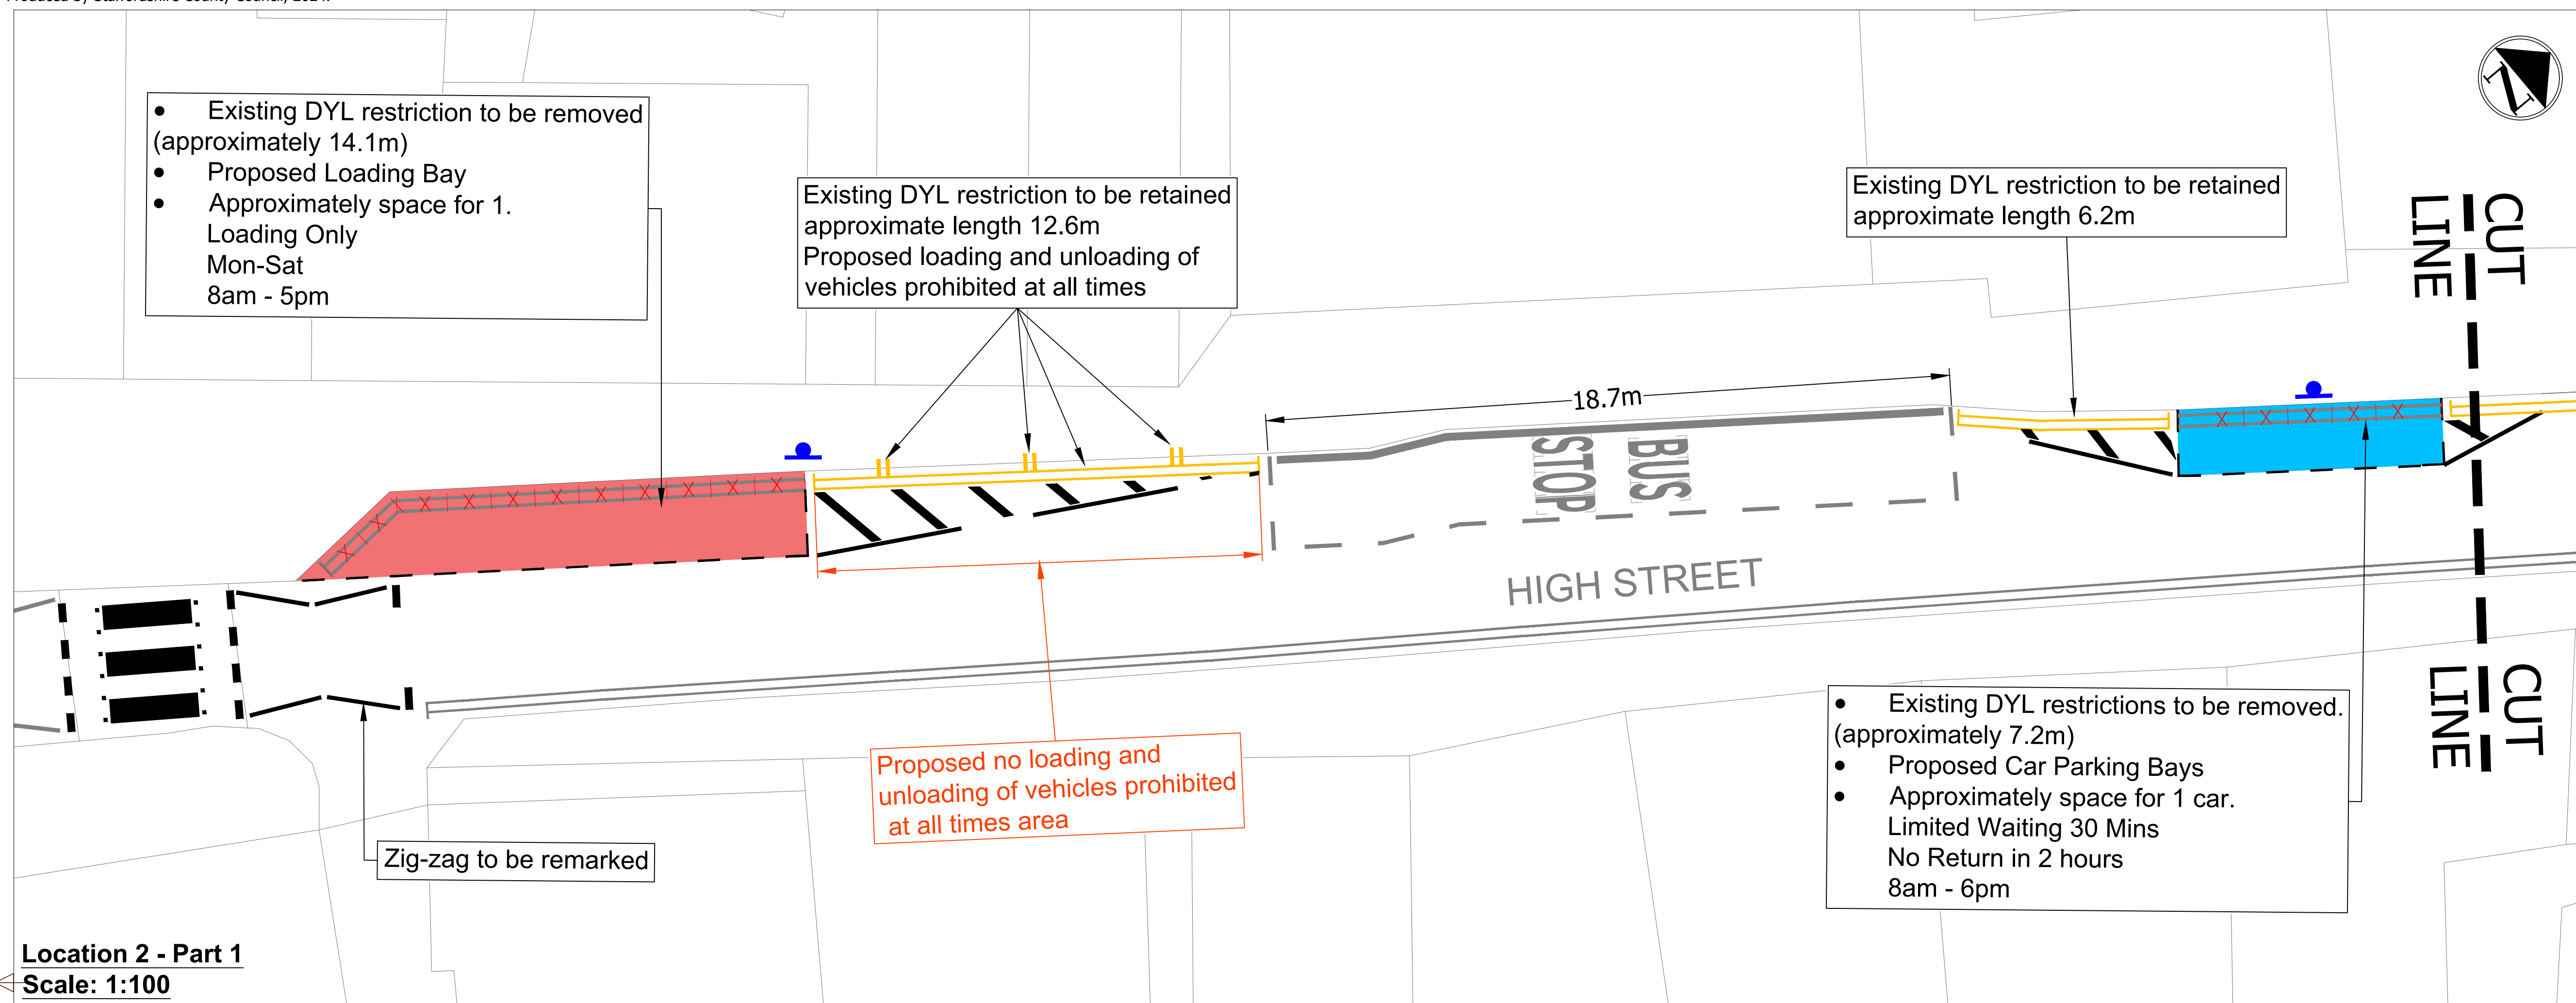 Produced by Staffordshire County Council, 2024.
• Existing DYL restriction to be removed
(approximately 14.1m)
• Proposed Loading Bay
• Approximately space for 1.
Loading Only
Mon-Sat
8am - 5pm
Existing DYL restriction to be retained
approximate length 12.6m
Proposed loading and unloading of
vehicles prohibited at all times
Existing DYL restriction to be retained
approximate length 6.2m
N
CUT
LINE
18.7m
BUS
STOP
HIGH STREET
Proposed no loading and
unloading of vehicles prohibited
at all times area
Zig-zag to be remarked
• Existing DYL restrictions to be removed.
(approximately 7.2m)
• Proposed Car Parking Bays
• Approximately space for 1 car.
Limited Waiting 30 Mins
No Return in 2 hours
8am - 6pm
CUT
LINE
Location 2 - Part 1
Scale: 1:100